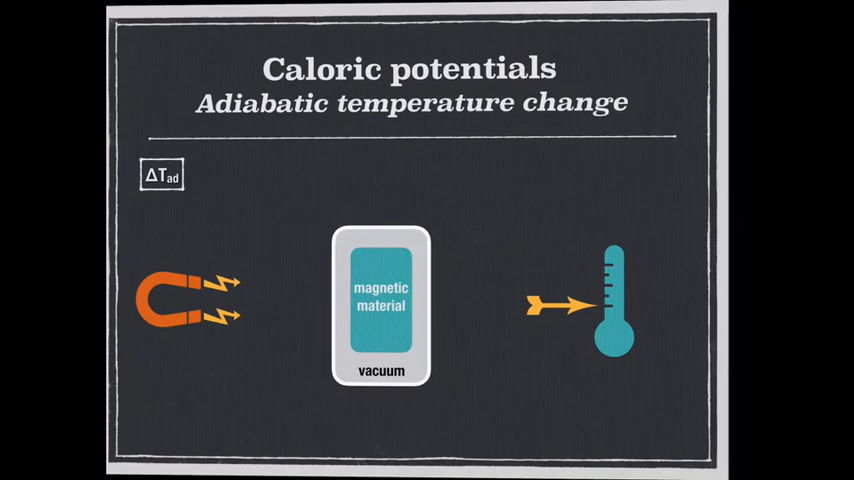 Caloric potentials
Adiabatic temperature change
ΔTad
magnetic
material
vacuum